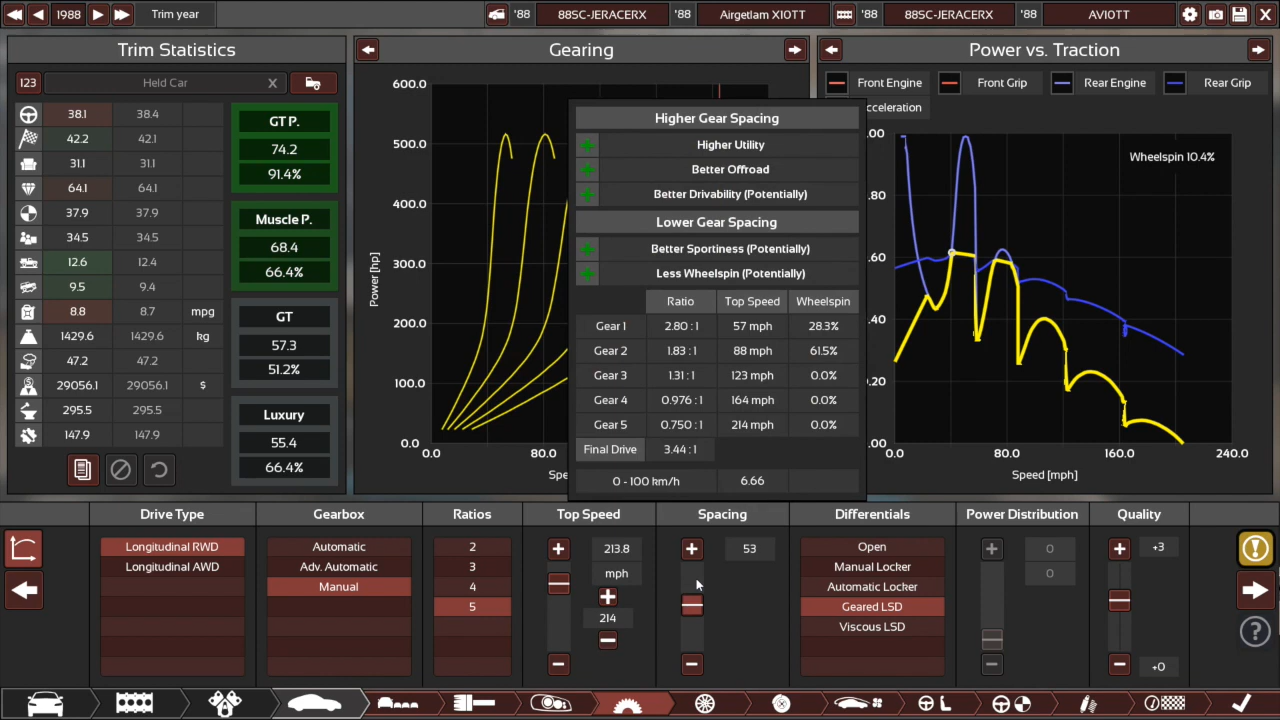 1988
Trim year
'88
88SC-JERACERX
'88
Airgetlam X10TT
'88
88SC-JERACERX
'88
AV10TT
Trim Statistics
123
Held Car
X
38.1 38.4
42.2 42.1
31.1 31.1
64.1 64.1
37.9 37.9
34.5 34.5
12.6 12.4
9.5 9.4
8.8 8.7 mpg
1429.6 1429.6 kg
47.2 47.2
29056.1 29056.1 $
295.5 295.5
147.9 147.9
GT P.
74.2
91.4%
Muscle P.
68.4
66.4%
GT
57.3
51.2%
Luxury
55.4
66.4%
Gearing
600.0
500.0
400.0
300.0
200.0
100.0
0.0
Power [hp]
0.0 80.0
Spe
Higher Gear Spacing
Higher Utility
Better Offroad
Better Drivability (Potentially)
Lower Gear Spacing
Better Sportiness (Potentially)
Less Wheelspin (Potentially)
Ratio Top Speed Wheelspin
Gear 1 2.80 : 1 57 mph 28.3%
Gear 2 1.83 : 1 88 mph 61.5%
Gear 3 1.31 : 1 123 mph 0.0%
Gear 4 0.976 : 1 164 mph 0.0%
Gear 5 0.750 : 1 214 mph 0.0%
Final Drive 3.44 : 1
0 - 100 km/h 6.66
Power vs. Traction
Front Engine Front Grip Rear Engine Rear Grip
cceleration
.00
.80
.60
.40
.20
.00
Wheelspin 10.4%
0.0 80.0 160.0 240.0
Speed [mph]
Drive Type
Longitudinal RWD
Longitudinal AWD
Gearbox
Automatic
Adv. Automatic
Manual
Ratios
2
3
4
5
Top Speed
213.8
mph
214
Spacing
53
Differentials
Open
Manual Locker
Automatic Locker
Geared LSD
Viscous LSD
Power Distribution
0
0
Quality
+3
+0